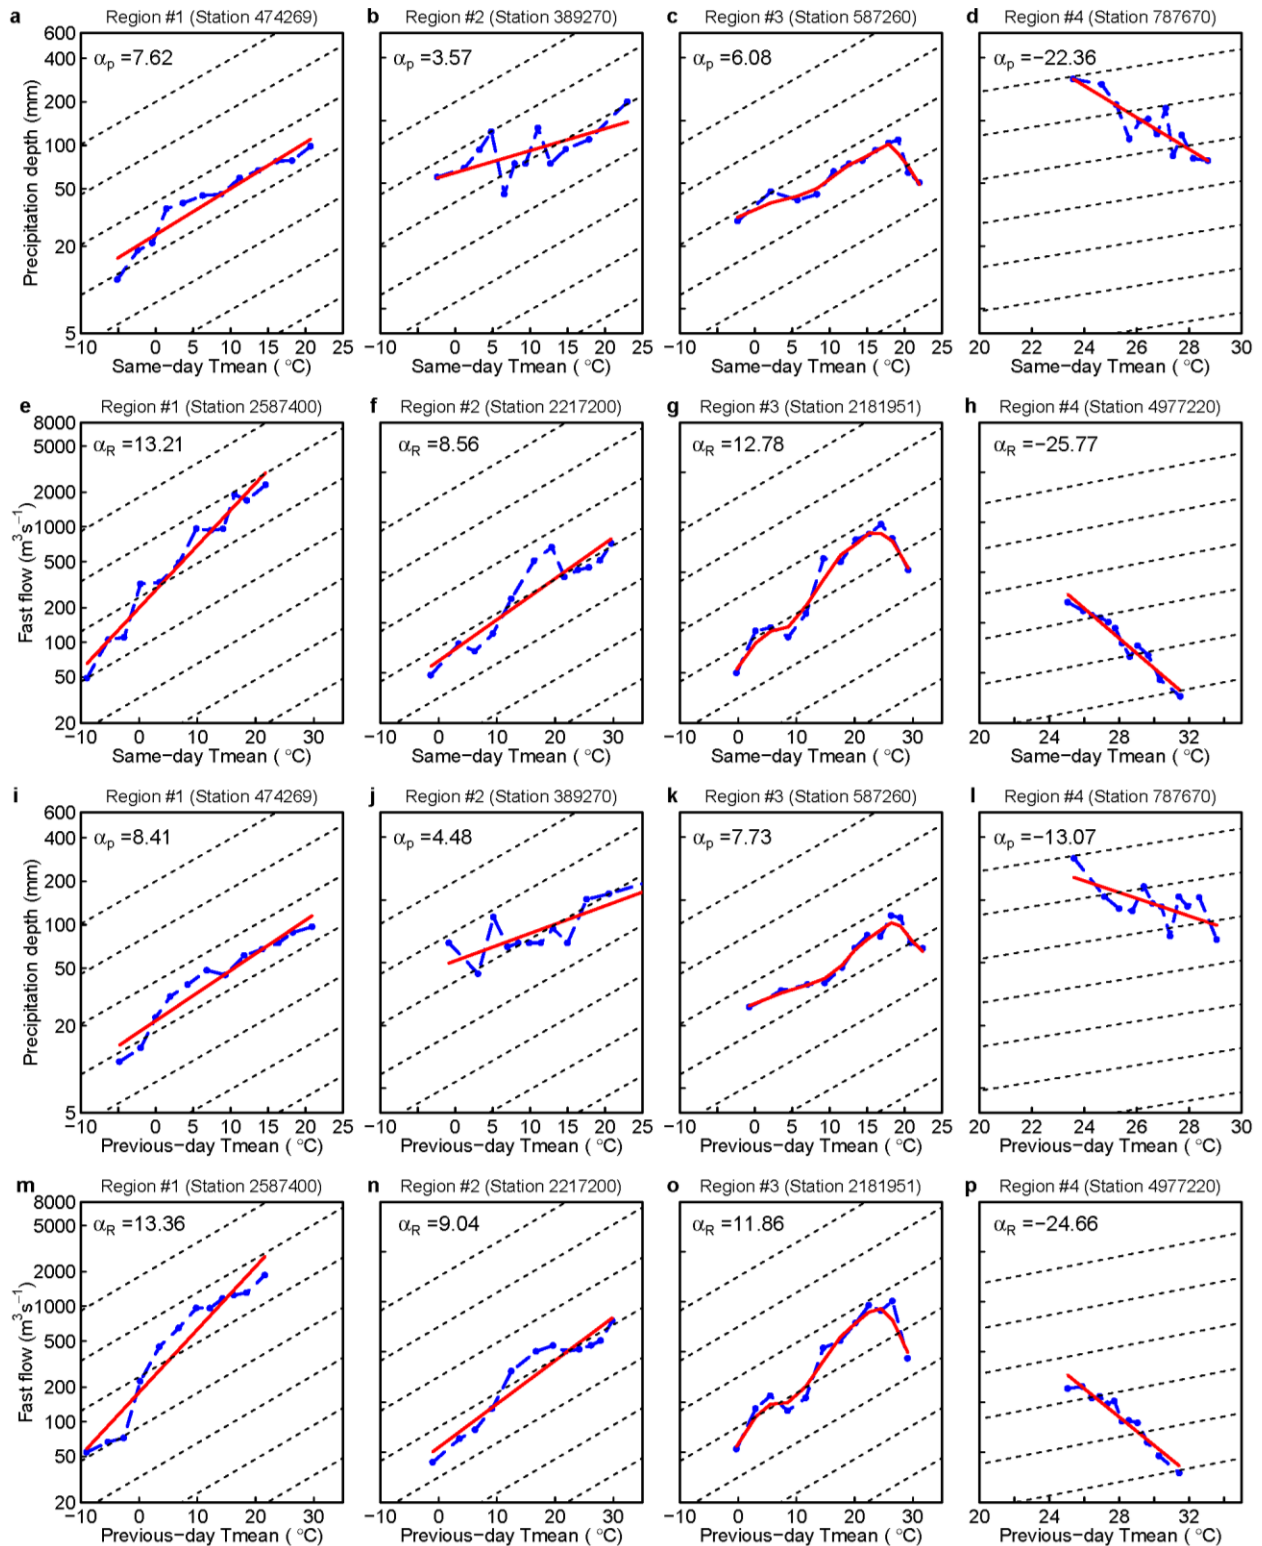 a Region #1 (Station 474269) b Region #2 (Station 389270) c Region #3 (Station 587260) d Region #4 (Station 787670)
αp =7.62 αp =3.57 αp =6.08 αp =−22.36
Precipitation depth (mm)
600
400
200
100
50
20
5
−10 0 5 10 15 20 25 −10 0 5 10 15 20 25 −10 0 5 10 15 20 25 20 22 24 26 28 30
Same−day Tmean ( °C) Same−day Tmean ( °C) Same−day Tmean ( °C) Same−day Tmean ( °C)
e Region #1 (Station 2587400) f Region #2 (Station 2217200) g Region #3 (Station 2181951) h Region #4 (Station 4977220)
αR =13.21 αR =8.56 αR =12.78 αR =−25.77
Fast flow (m³s⁻¹)
8000
5000
2000
1000
500
200
100
50
20
−10 0 10 20 30 −10 0 10 20 30 −10 0 10 20 30 20 24 28 32
Same−day Tmean ( °C) Same−day Tmean ( °C) Same−day Tmean ( °C) Same−day Tmean ( °C)
i Region #1 (Station 474269) j Region #2 (Station 389270) k Region #3 (Station 587260) l Region #4 (Station 787670)
αp =8.41 αp =4.48 αp =7.73 αp =−13.07
Precipitation depth (mm)
600
400
200
100
50
20
5
−10 0 5 10 15 20 25 −10 0 5 10 15 20 25 −10 0 5 10 15 20 25 20 22 24 26 28 30
Previous−day Tmean ( °C) Previous−day Tmean ( °C) Previous−day Tmean ( °C) Previous−day Tmean ( °C)
m Region #1 (Station 2587400) n Region #2 (Station 2217200) o Region #3 (Station 2181951) p Region #4 (Station 4977220)
αR =13.36 αR =9.04 αR =11.86 αR =−24.66
Fast flow (m³s⁻¹)
8000
5000
2000
1000
500
200
100
50
20
−10 0 10 20 30 −10 0 10 20 30 −10 0 10 20 30 20 24 28 32
Previous−day Tmean ( °C) Previous−day Tmean ( °C) Previous−day Tmean ( °C) Previous−day Tmean ( °C)